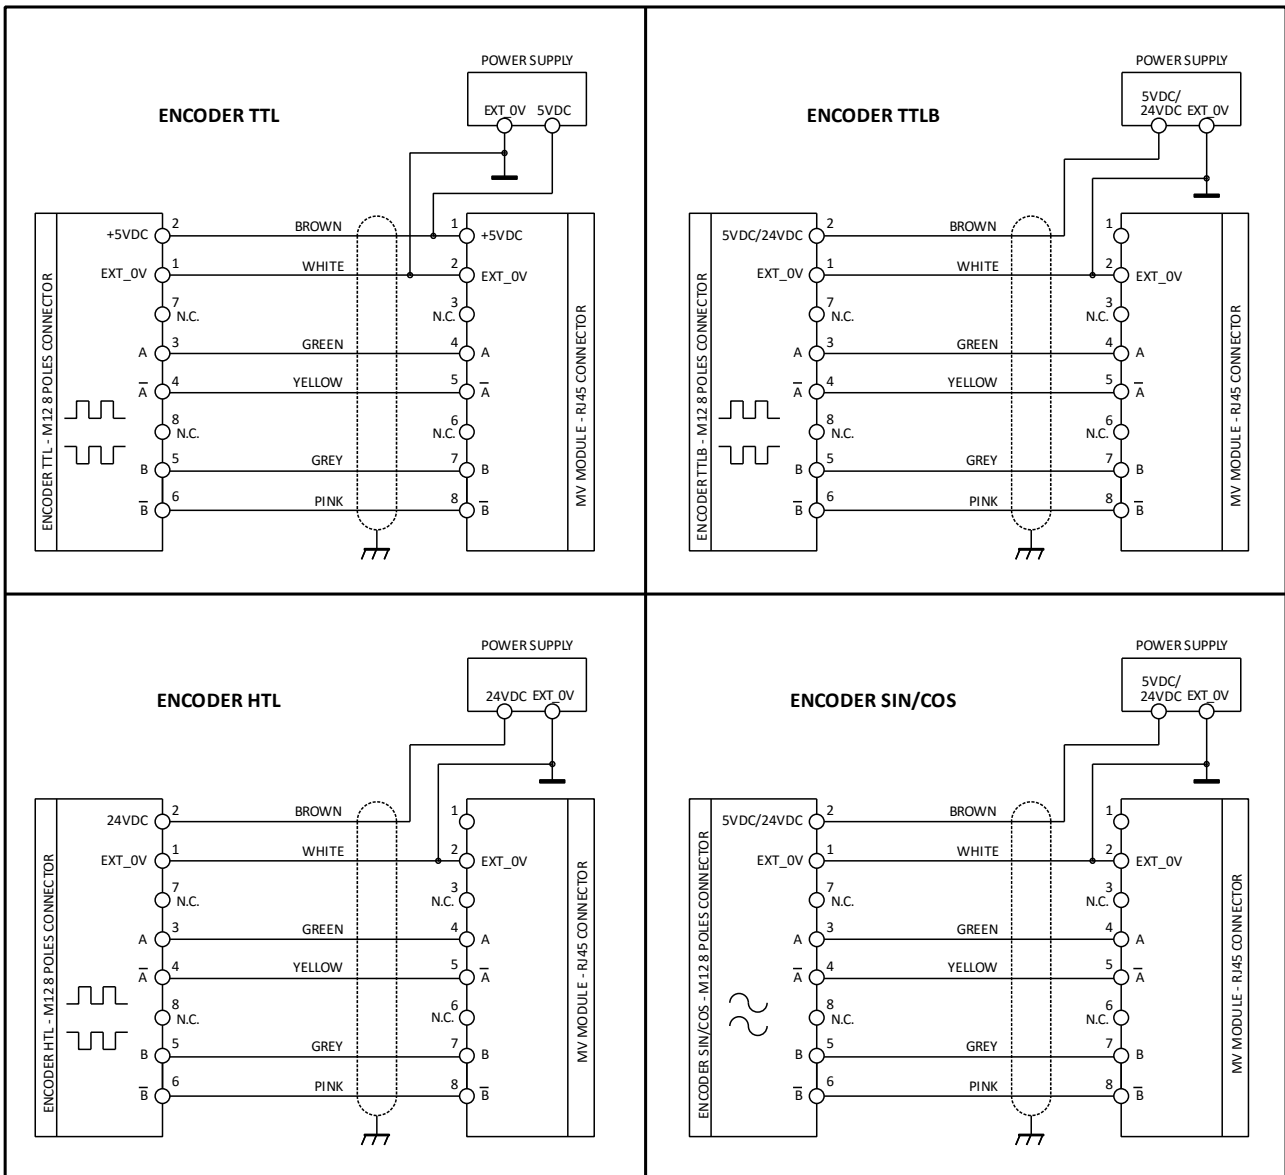 POWER SUPPLY
EXT_0V 5VDC
ENCODER TTL
ENCODER TTL - M12 8 POLES CONNECTOR
+5VDC 2 BROWN 1 +5VDC
EXT_0V 1 WHITE 2 EXT_0V
7 N.C. 3 N.C.
A 3 GREEN 4 A
A̅ 4 YELLOW 5 A̅
8 N.C. 6 N.C.
B 5 GREY 7 B
B̅ 6 PINK 8 B̅
MV MODULE - RJ45 CONNECTOR
POWER SUPPLY
5VDC/
24VDC EXT_0V
ENCODER TTLB
ENCODER TTLB - M12 8 POLES CONNECTOR
5VDC/24VDC 2 BROWN 1
EXT_0V 1 WHITE 2 EXT_0V
7 N.C. 3 N.C.
A 3 GREEN 4 A
A̅ 4 YELLOW 5 A̅
8 N.C. 6 N.C.
B 5 GREY 7 B
B̅ 6 PINK 8 B̅
MV MODULE - RJ45 CONNECTOR
POWER SUPPLY
24VDC EXT_0V
ENCODER HTL
ENCODER HTL - M12 8 POLES CONNECTOR
24VDC 2 BROWN 1
EXT_0V 1 WHITE 2 EXT_0V
7 N.C. 3 N.C.
A 3 GREEN 4 A
A̅ 4 YELLOW 5 A̅
8 N.C. 6 N.C.
B 5 GREY 7 B
B̅ 6 PINK 8 B̅
MV MODULE - RJ45 CONNECTOR
POWER SUPPLY
5VDC/
24VDC EXT_0V
ENCODER SIN/COS
ENCODER SIN/COS - M12 8 POLES CONNECTOR
5VDC/24VDC 2 BROWN 1
EXT_0V 1 WHITE 2 EXT_0V
7 N.C. 3 N.C.
A 3 GREEN 4 A
A̅ 4 YELLOW 5 A̅
8 N.C. 6 N.C.
B 5 GREY 7 B
B̅ 6 PINK 8 B̅
MV MODULE - RJ45 CONNECTOR